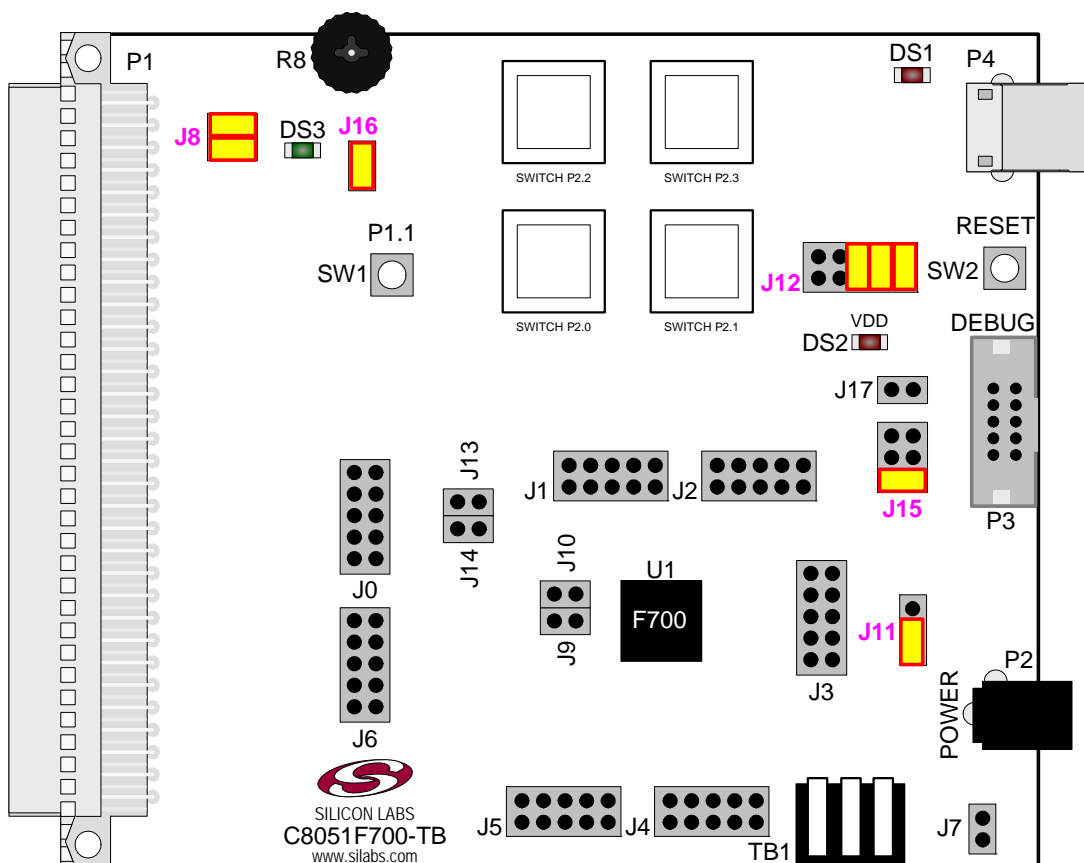 P1
R8
DS1
P4
J8
DS3
J16
SWITCH P2.2
SWITCH P2.3
P1.1
SW1
RESET
J12
SW2
SWITCH P2.0
SWITCH P2.1
VDD
DS2
DEBUG
J17
J13
J1
J2
J15
P3
J14
J10
J0
U1
F700
J11
J9
J3
P2
POWER
J6
SILICON LABS
C8051F700-TB
www.silabs.com
J5
J4
TB1
J7